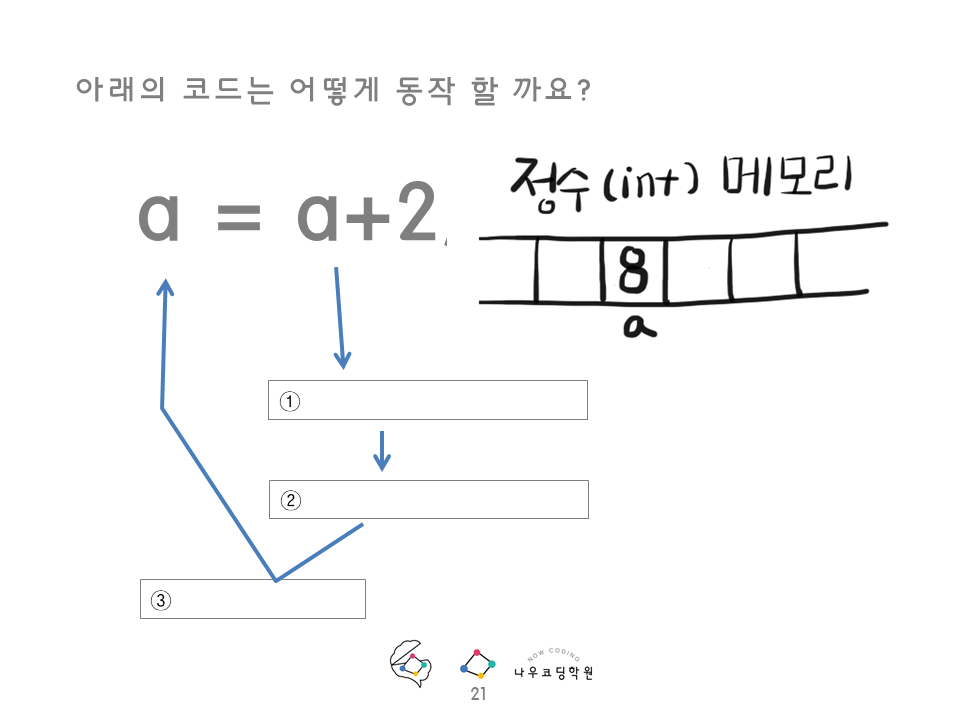 아래의 코드는 어떻게 동작 할 까요?
a = a+2,
정수(int) 메모리
8
a
①
②
③
NOW CODING
나우코딩학원
21